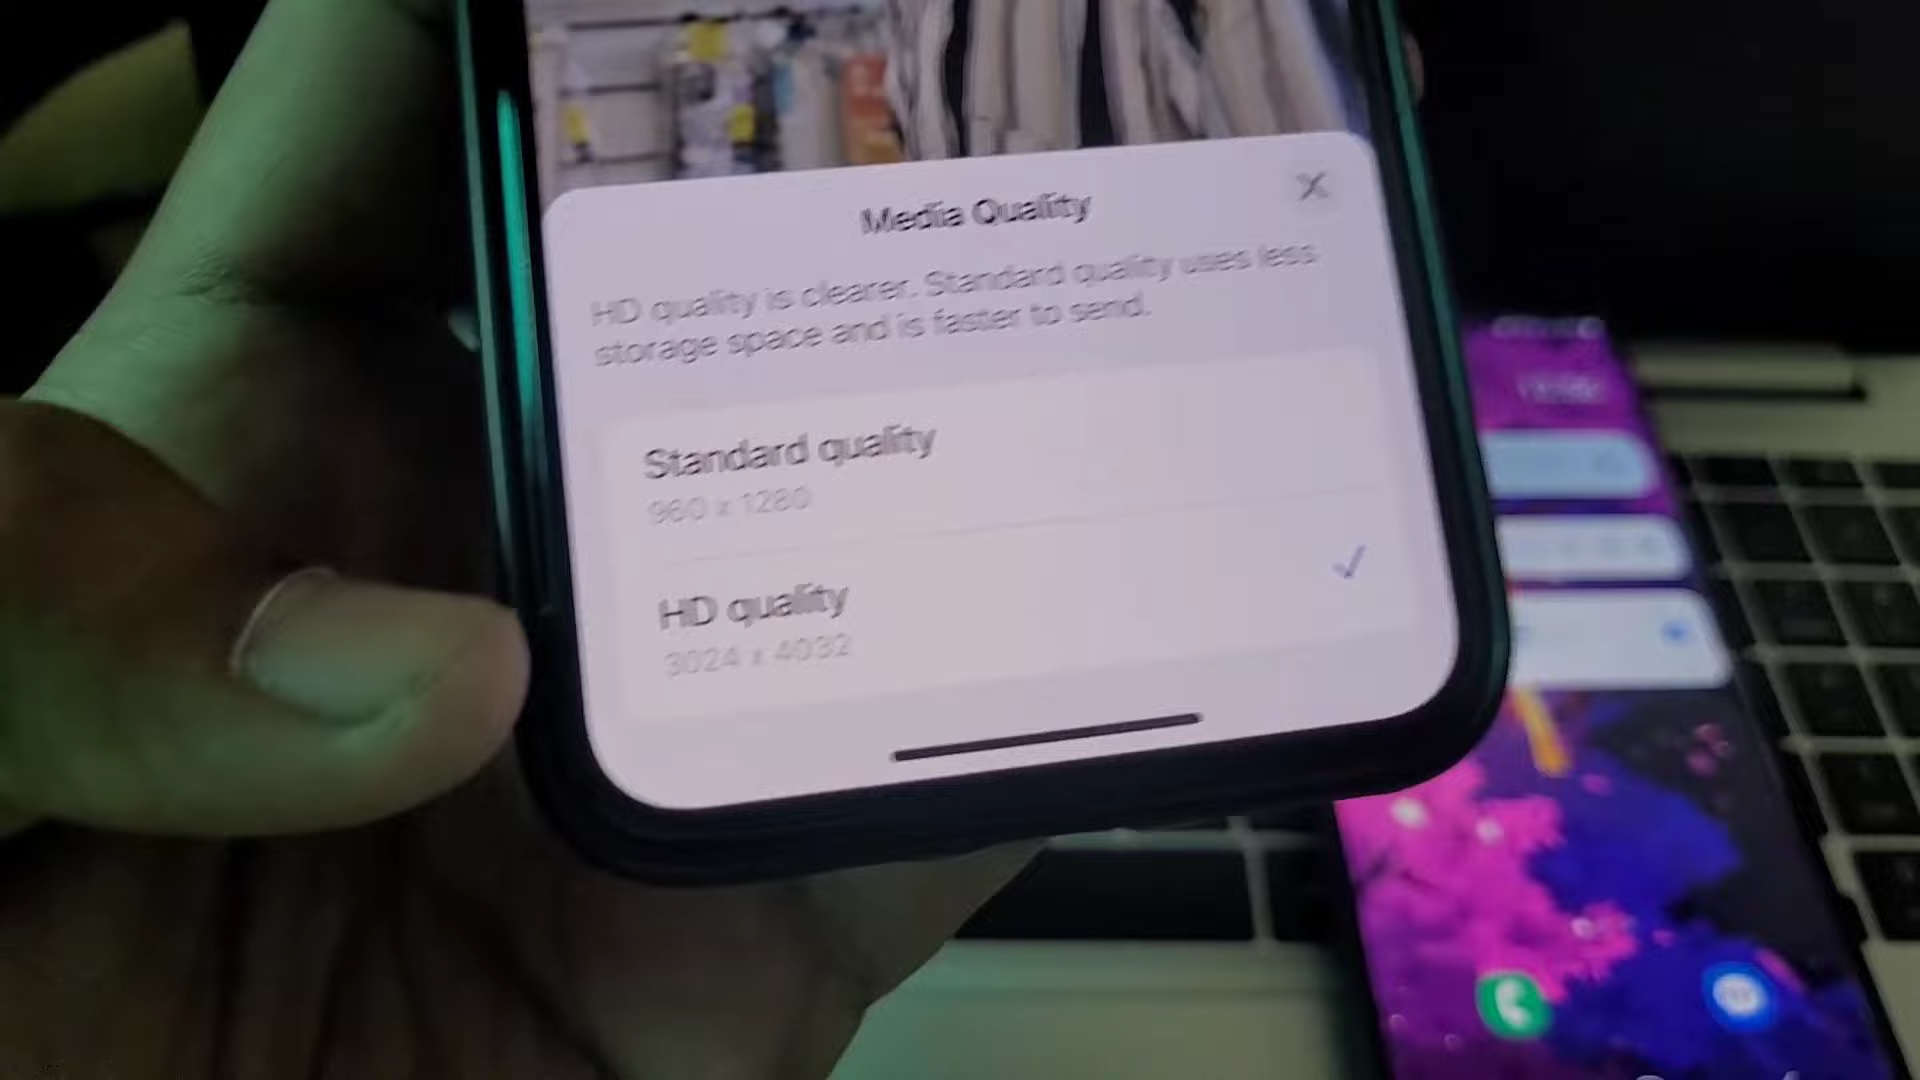 Media Quality
HD quality is clearer. Standard quality uses less
storage space and is faster to send.
Standard quality
960 x 1280
HD quality
3024 x 4032